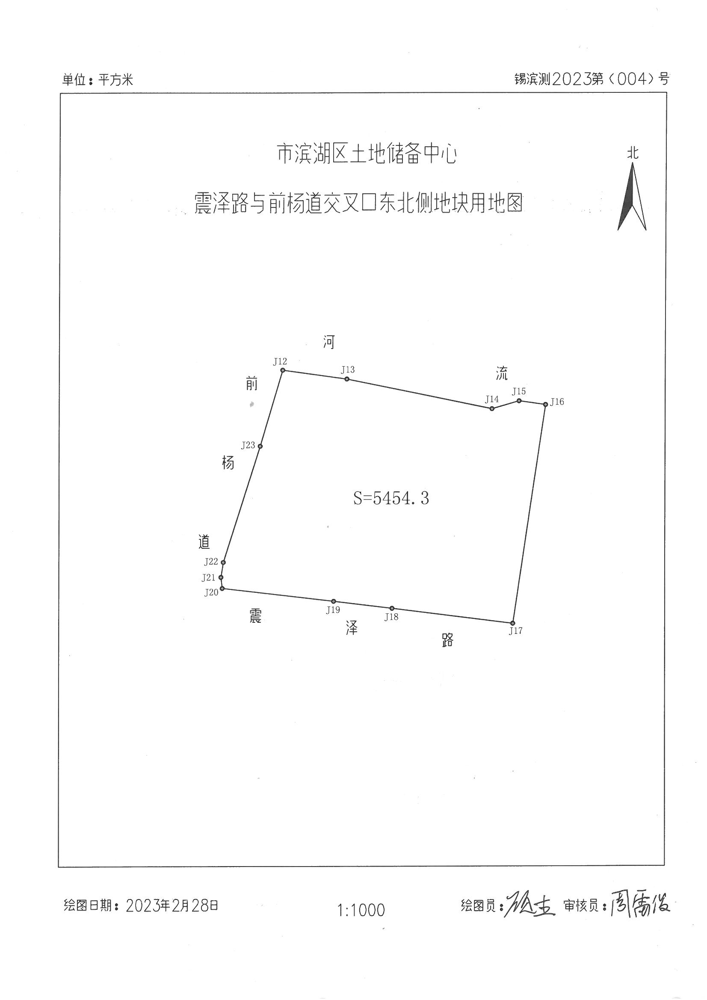 单位：平方米
锡滨测2023第（004）号
市滨湖区土地储备中心
震泽路与前杨道交叉口东北侧地块用地图
北
河
流
前
杨
道
J12
J13
J14
J15
J16
J23
S=5454.3
J22
J21
J20
J19
J18
J17
震
泽
路
绘图日期：2023年2月28日
1:1000
绘图员：
审核员：周